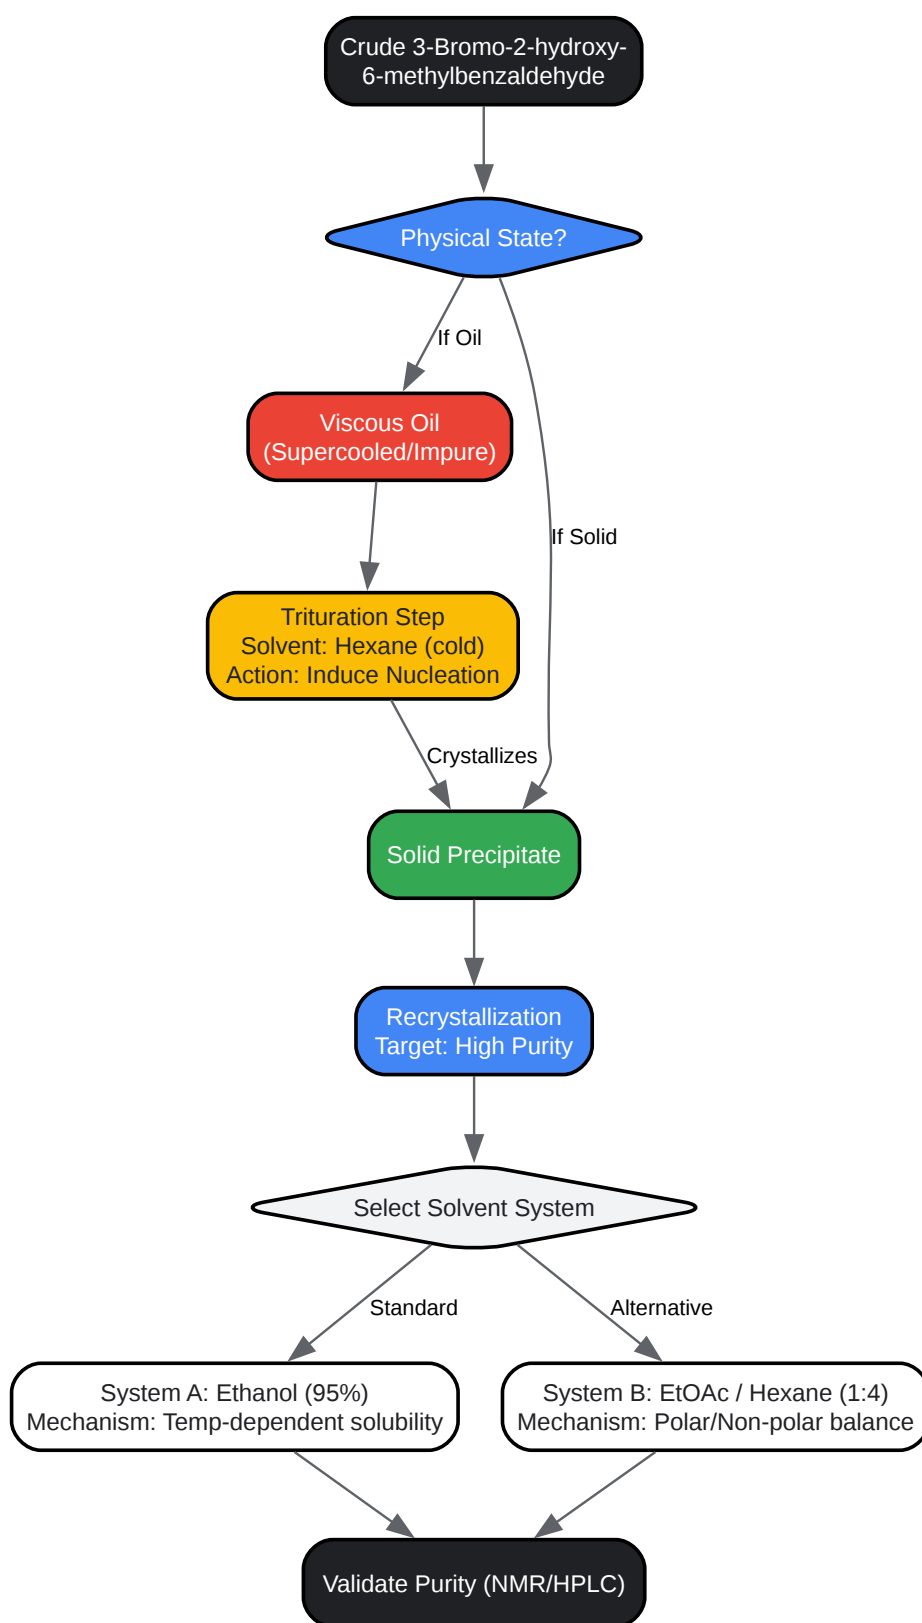 Crude 3-Bromo-2-hydroxy-
6-methylbenzaldehyde
Physical State?
If Oil
Viscous Oil
(Supercooled/Impure)
If Solid
Trituration Step
Solvent: Hexane (cold)
Action: Induce Nucleation
Crystallizes
Solid Precipitate
Recrystallization
Target: High Purity
Select Solvent System
Standard
Alternative
System A: Ethanol (95%)
Mechanism: Temp-dependent solubility
System B: EtOAc / Hexane (1:4)
Mechanism: Polar/Non-polar balance
Validate Purity (NMR/HPLC)